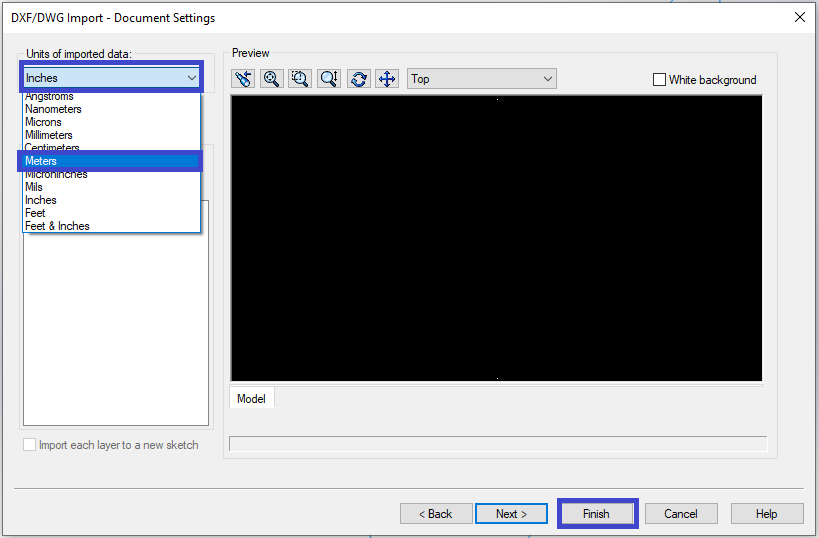 DXF/DWG Import - Document Settings
Units of imported data:
Inches
Angstroms
Nanometers
Microns
Millimeters
Centimeters
Meters
Microinches
Mils
Inches
Feet
Feet & Inches
Import each layer to a new sketch
Preview
Top
White background
Model
< Back
Next >
Finish
Cancel
Help